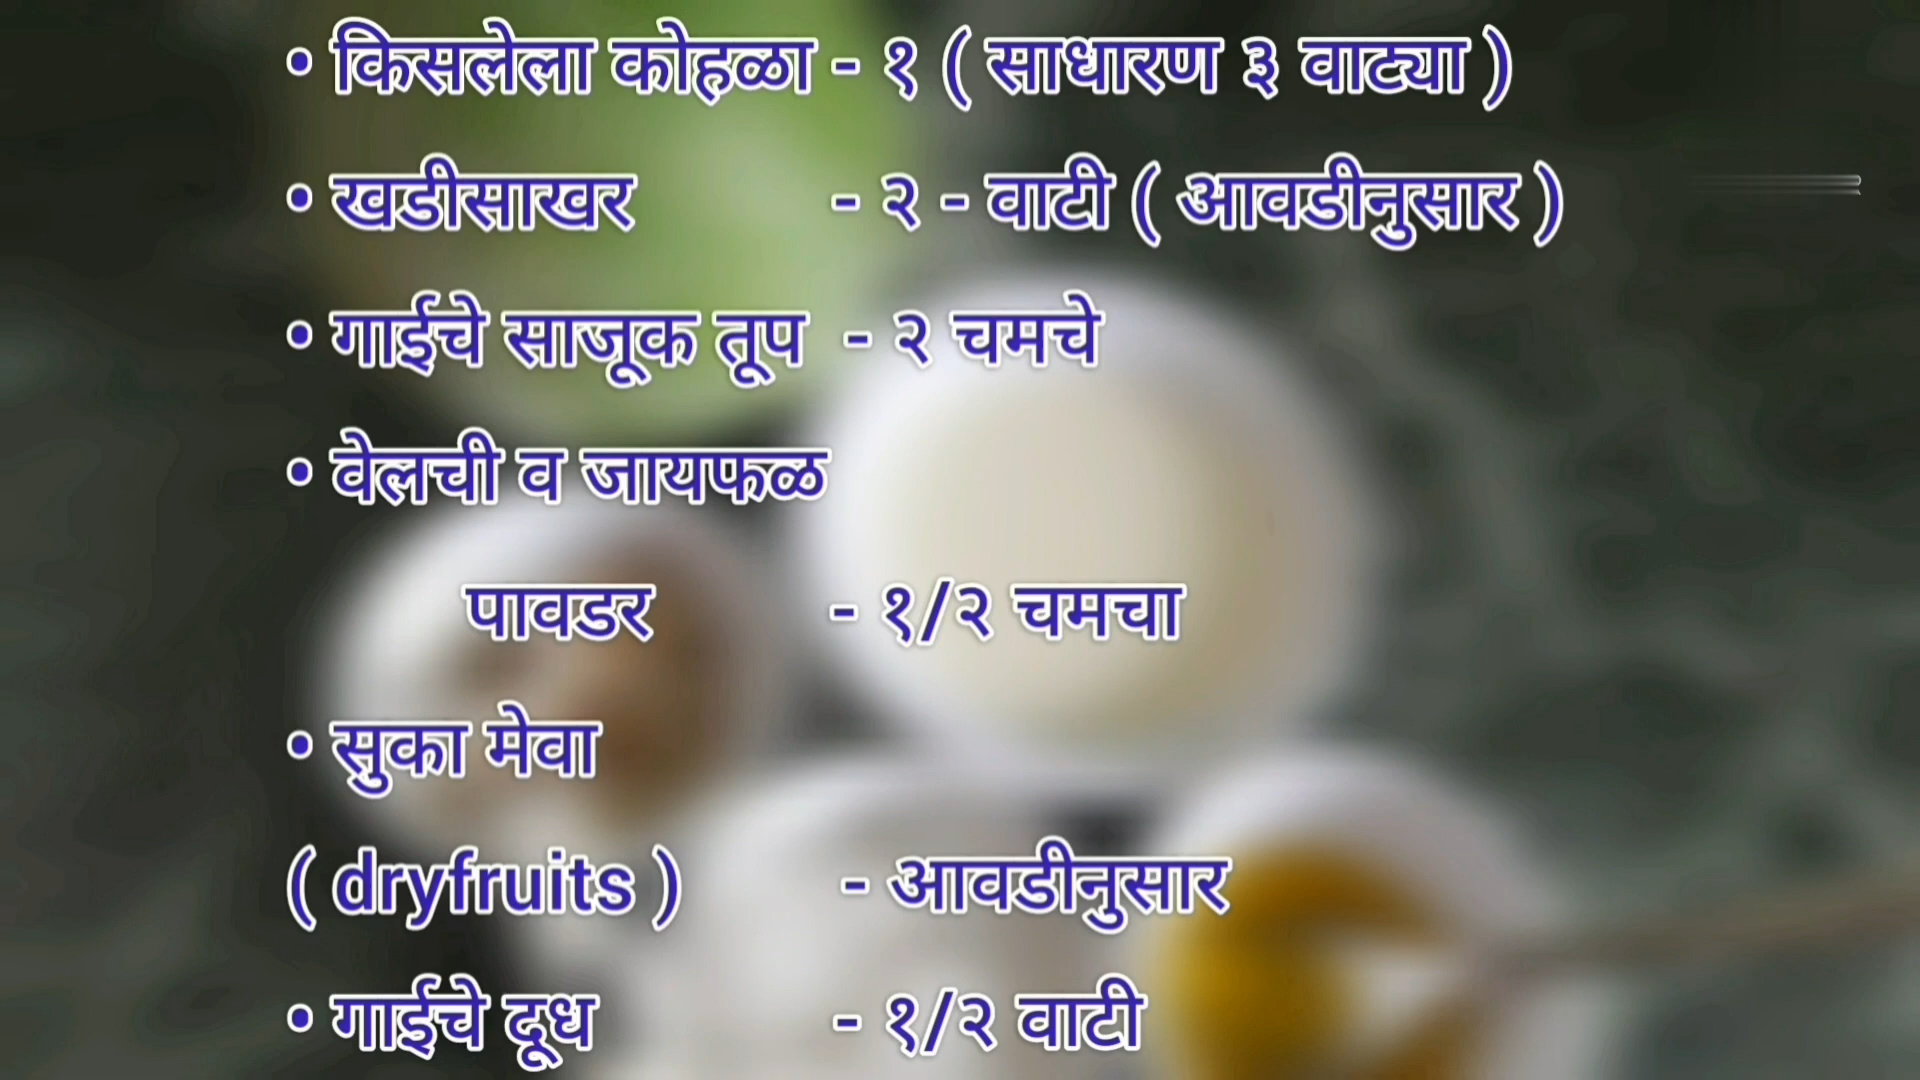 • किसलेला कोहळा - १ ( साधारण ३ वाट्या )
• खडीसाखर - २ - वाटी ( आवडीनुसार )
• गाईचे साजूक तूप - २ चमचे
• वेलची व जायफळ
पावडर - १/२ चमचा
• सुका मेवा
( dryfruits ) - आवडीनुसार
• गाईचे दूध - १/२ वाटी